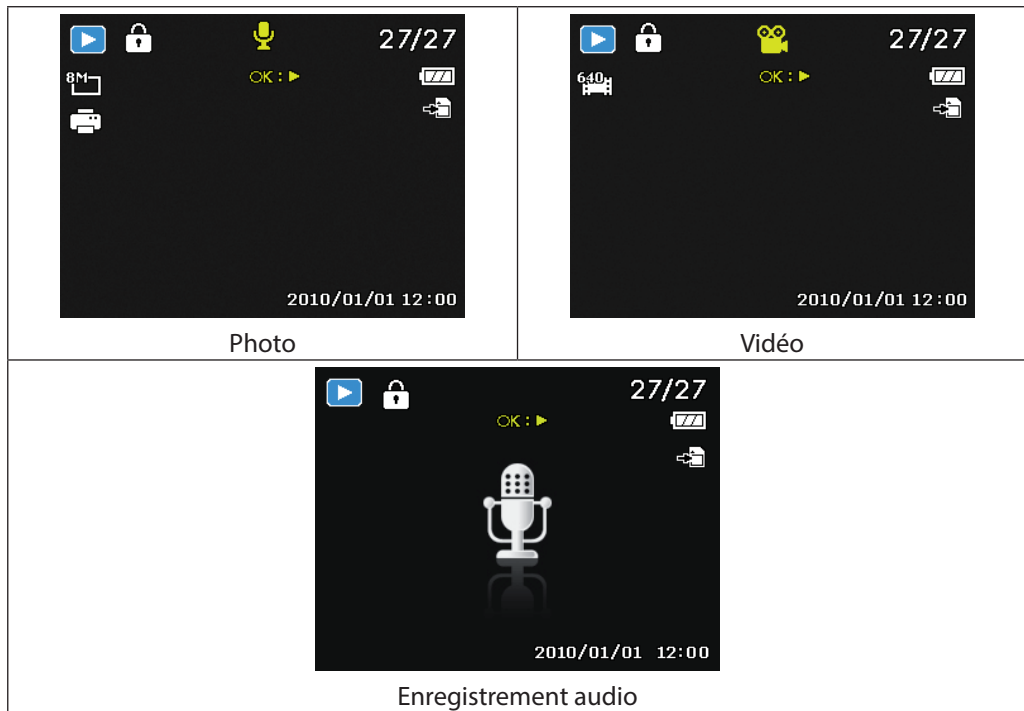 27/27
8M
OK :
2010/01/01 12:00
Photo
27/27
640
OK :
2010/01/01 12:00
Vidéo
27/27
OK :
2010/01/01 12:00
Enregistrement audio